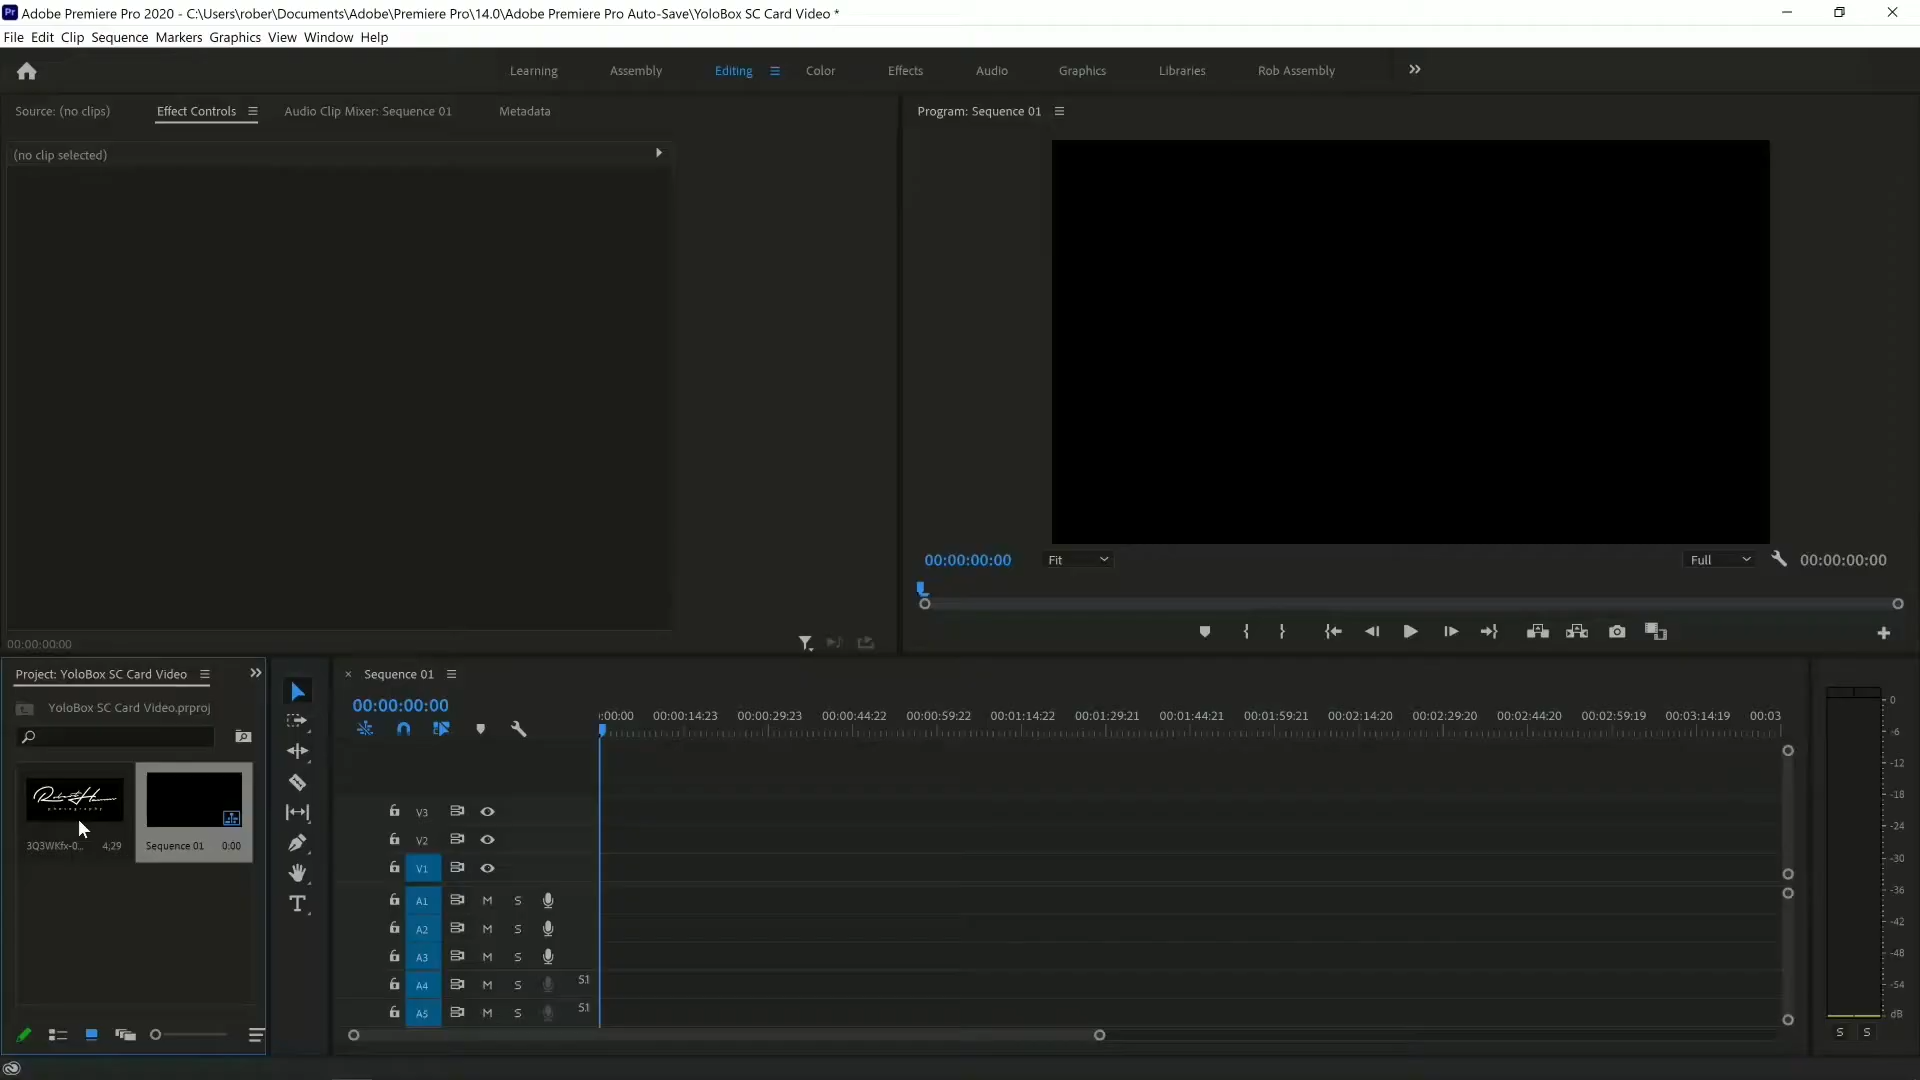 Adobe Premiere Pro 2020 - C:\Users\rober\Documents\Adobe\Premiere Pro\14.0\Adobe Premiere Pro Auto-Save\YoloBox SC Card Video *
File Edit Clip Sequence Markers Graphics View Window Help
Learning Assembly Editing Color Effects Audio Graphics Libraries Rob Assembly
Source: (no clips) Effect Controls Audio Clip Mixer: Sequence 01 Metadata
Program: Sequence 01
(no clip selected)
00:00:00:00 Fit Full 00:00:00:00
00:00:00:00
Project: YoloBox SC Card Video
YoloBox SC Card Video.prproj
photography
3Q3WKfx-0... 4;29
Sequence 01 0:00
Sequence 01
00:00:00:00
:00:00 00:00:14:23 00:00:29:23 00:00:44:22 00:00:59:22 00:01:14:22 00:01:29:21 00:01:44:21 00:01:59:21 00:02:14:20 00:02:29:20 00:02:44:20 00:02:59:19 00:03:14:19 00:03
V3
V2
V1
A1 M S
A2 M S
A3 M S
A4 M S S1
A5 M S S1
0
-6
-12
-18
-24
-30
-36
-42
-48
-54
dB
S S